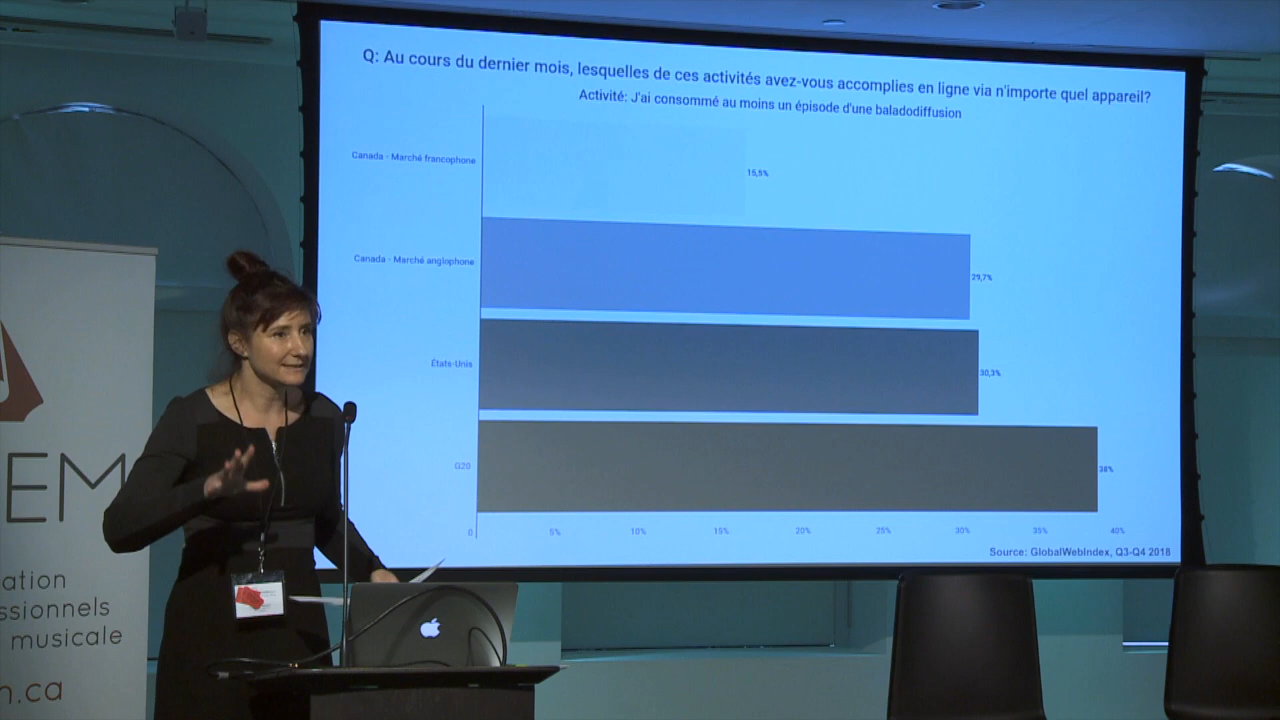 Q: Au cours du dernier mois, lesquelles de ces activités avez-vous accomplies en ligne via n'importe quel appareil?
Activité: J'ai consommé au moins un épisode d'une baladodiffusion
Canada - Marché francophone
15,5%
Canada - Marché anglophone
29,7%
États-Unis
30,3%
G20
38%
0 5% 10% 15% 20% 25% 30% 35% 40%
Source: GlobalWebIndex, Q3-Q4 2018
EM
ation
ssionnels
musicale
n.ca